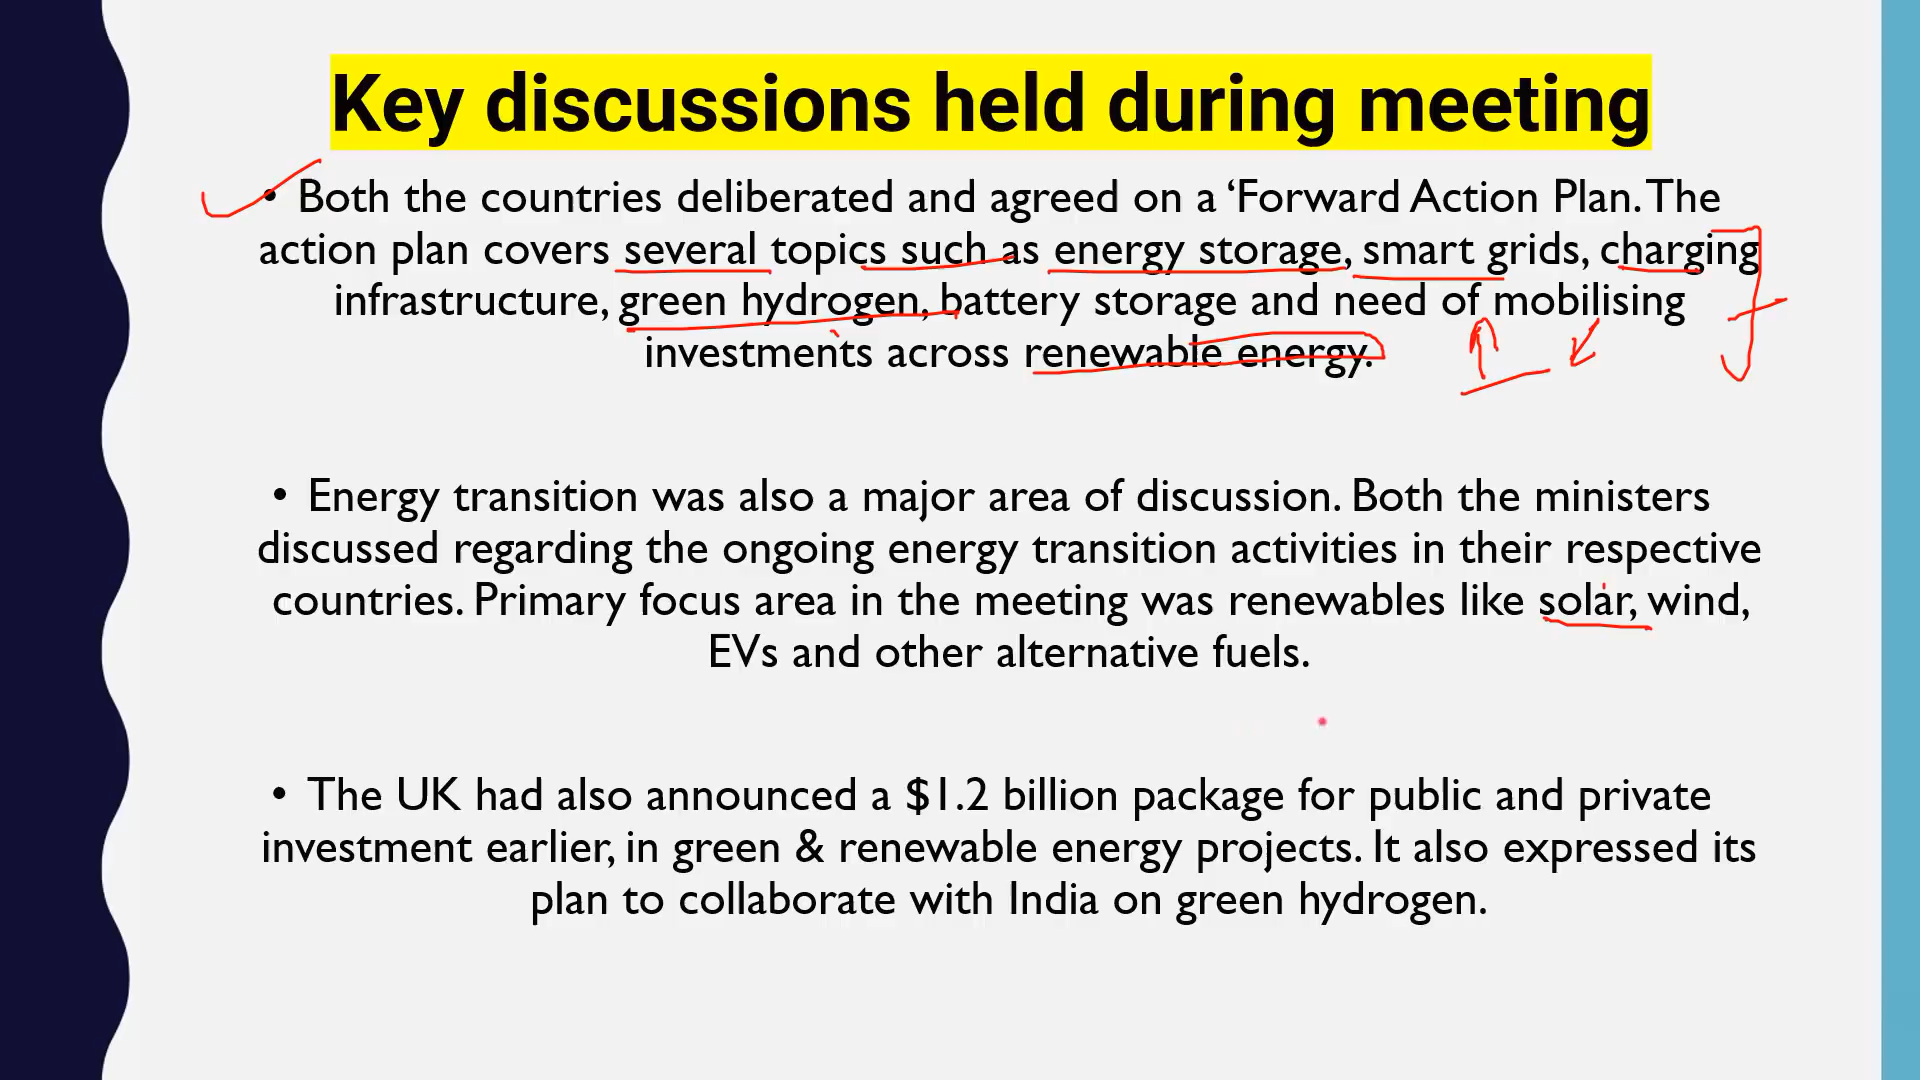 Key discussions held during meeting
• Both the countries deliberated and agreed on a ‘Forward Action Plan. The
action plan covers several topics such as energy storage, smart grids, charging
infrastructure, green hydrogen, battery storage and need of mobilising
investments across renewable energy.
• Energy transition was also a major area of discussion. Both the ministers
discussed regarding the ongoing energy transition activities in their respective
countries. Primary focus area in the meeting was renewables like solar, wind,
EVs and other alternative fuels.
• The UK had also announced a $1.2 billion package for public and private
investment earlier, in green & renewable energy projects. It also expressed its
plan to collaborate with India on green hydrogen.